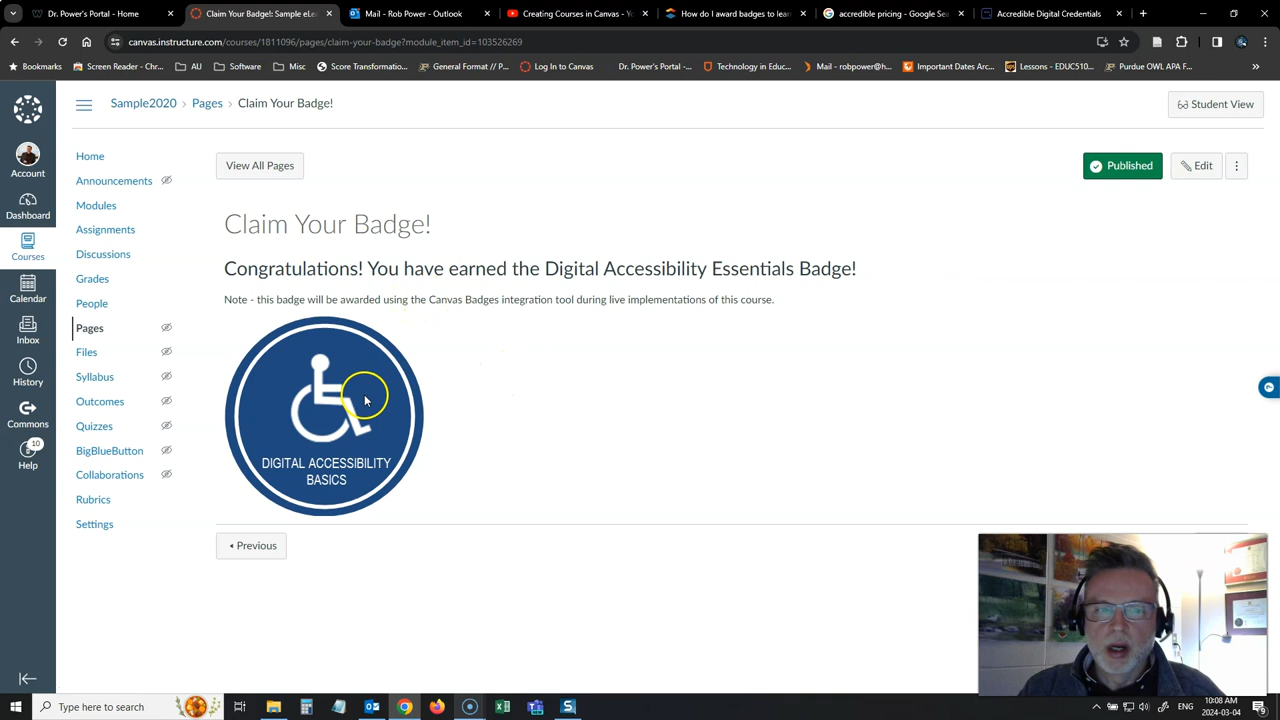 Dr. Power's Home
Claim Your Badge!: Sample eLea
Mail - Rob Power - Outlook
Creating Courses in Canvas - Yo
How do I award badges to lear
accredible pricing - Google Sea
Accredible Digital Credentials
canvas.instructure.com/courses/1811096/pages/claim-your-badge?module_item_id=103526269
Bookmarks
Screen Reader - Chr...
AU
Software
Misc
Score Transformatio...
General Format // P...
Log In to Canvas
Dr. Power's Portal -...
Technology in Educ...
Mail - robpower@h...
Important Dates Arc...
Lessons - EDUC510...
Purdue OWL APA F...
Sample2020 › Pages › Claim Your Badge!
Student View
Account
Dashboard
Courses
Calendar
Inbox
History
Commons
10
Help
Home
Announcements
Modules
Assignments
Discussions
Grades
People
Pages
Files
Syllabus
Outcomes
Quizzes
BigBlueButton
Collaborations
Rubrics
Settings
View All Pages
Published
Edit
Claim Your Badge!
Congratulations! You have earned the Digital Accessibility Essentials Badge!
Note - this badge will be awarded using the Canvas Badges integration tool during live implementations of this course.
DIGITAL ACCESSIBILITY
BASICS
Previous
Type here to search
ENG
10:08 AM
2024-03-04